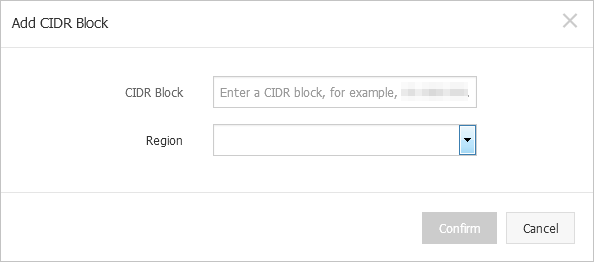 Add CIDR Block
CIDR Block
Enter a CIDR block, for example,
Region
Confirm
Cancel